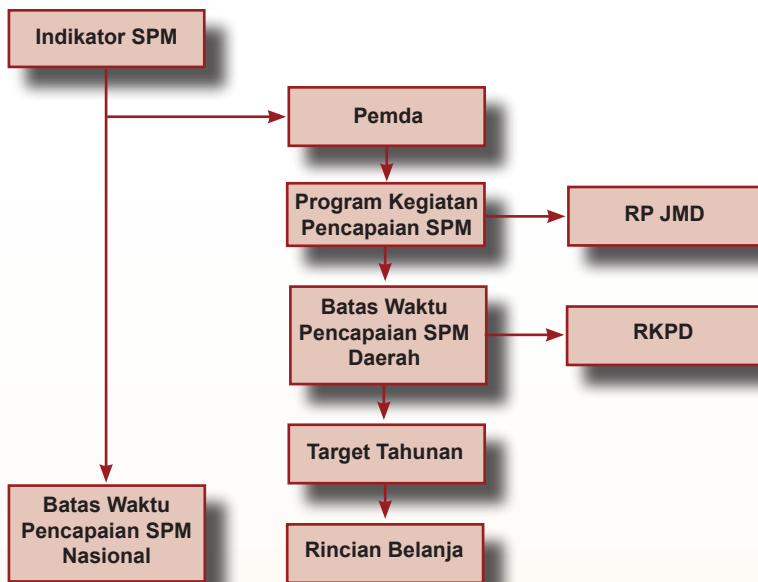 Indikator SPM
Pemda
Program Kegiatan
Pencapaian SPM
RP JMD
Batas Waktu
Pencapaian SPM
Daerah
RKPD
Target Tahunan
Batas Waktu
Pencapaian SPM
Nasional
Rincian Belanja